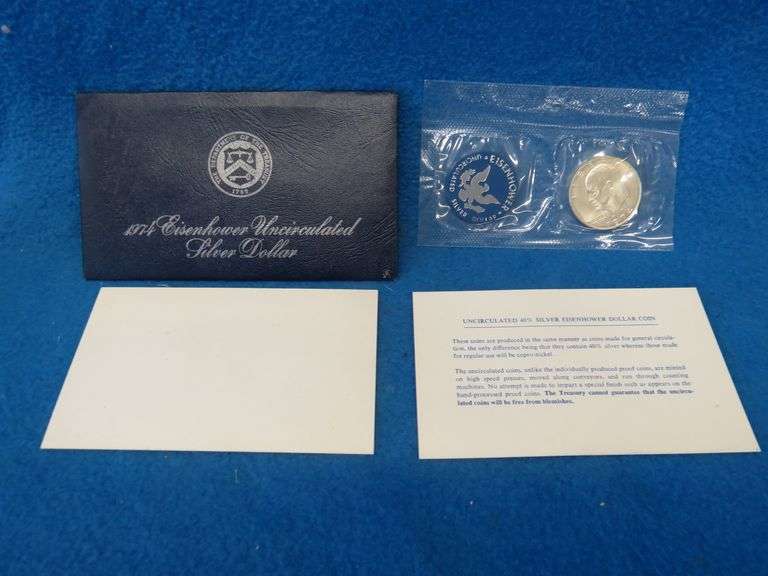 THE DEPARTMENT OF THE TREASURY
1789
1974 Eisenhower Uncirculated
Silver Dollar
EISENHOWER
UNCIRCULATED
UNCIRCULATED 40% SILVER EISENHOWER DOLLAR COIN
These coins are produced in the same manner as coins made for general circula-
tion, the only difference being that they contain 40% silver whereas those made
for regular use will be cupro-nickel.
The uncirculated coins, unlike the individually produced proof coins, are minted
on high speed presses, moved along conveyors, and run through counting
machines. No attempt is made to impart a special finish such as appears on the
hand-processed proof coins. The Treasury cannot guarantee that the uncircu-
lated coins will be free from blemishes.